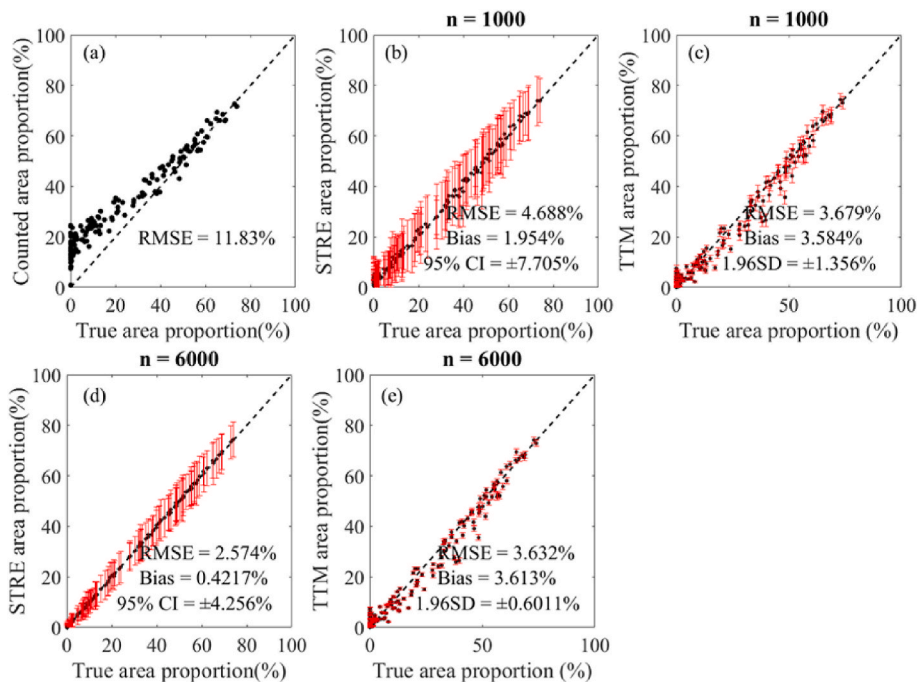 n = 1000
n = 1000
100
80
60
40
20
0
Counted area proportion(%)
(a)
RMSE = 11.83%
0 20 40 60 80 100
True area proportion(%)
100
80
60
40
20
0
STRE area proportion(%)
(b)
RMSE = 4.688%
Bias = 1.954%
95% CI = ±7.705%
0 20 40 60 80 100
True area proportion(%)
100
80
60
40
20
0
TTM area proportion(%)
(c)
RMSE = 3.679%
Bias = 3.584%
1.96SD = ±1.356%
0 50 100
True area proportion (%)
n = 6000
n = 6000
100
80
60
40
20
0
STRE area proportion(%)
(d)
RMSE = 2.574%
Bias = 0.4217%
95% CI = ±4.256%
0 20 40 60 80 100
True area proportion(%)
100
80
60
40
20
0
TTM area proportion(%)
(e)
RMSE = 3.632%
Bias = 3.613%
1.96SD = ±0.6011%
0 50 100
True area proportion (%)